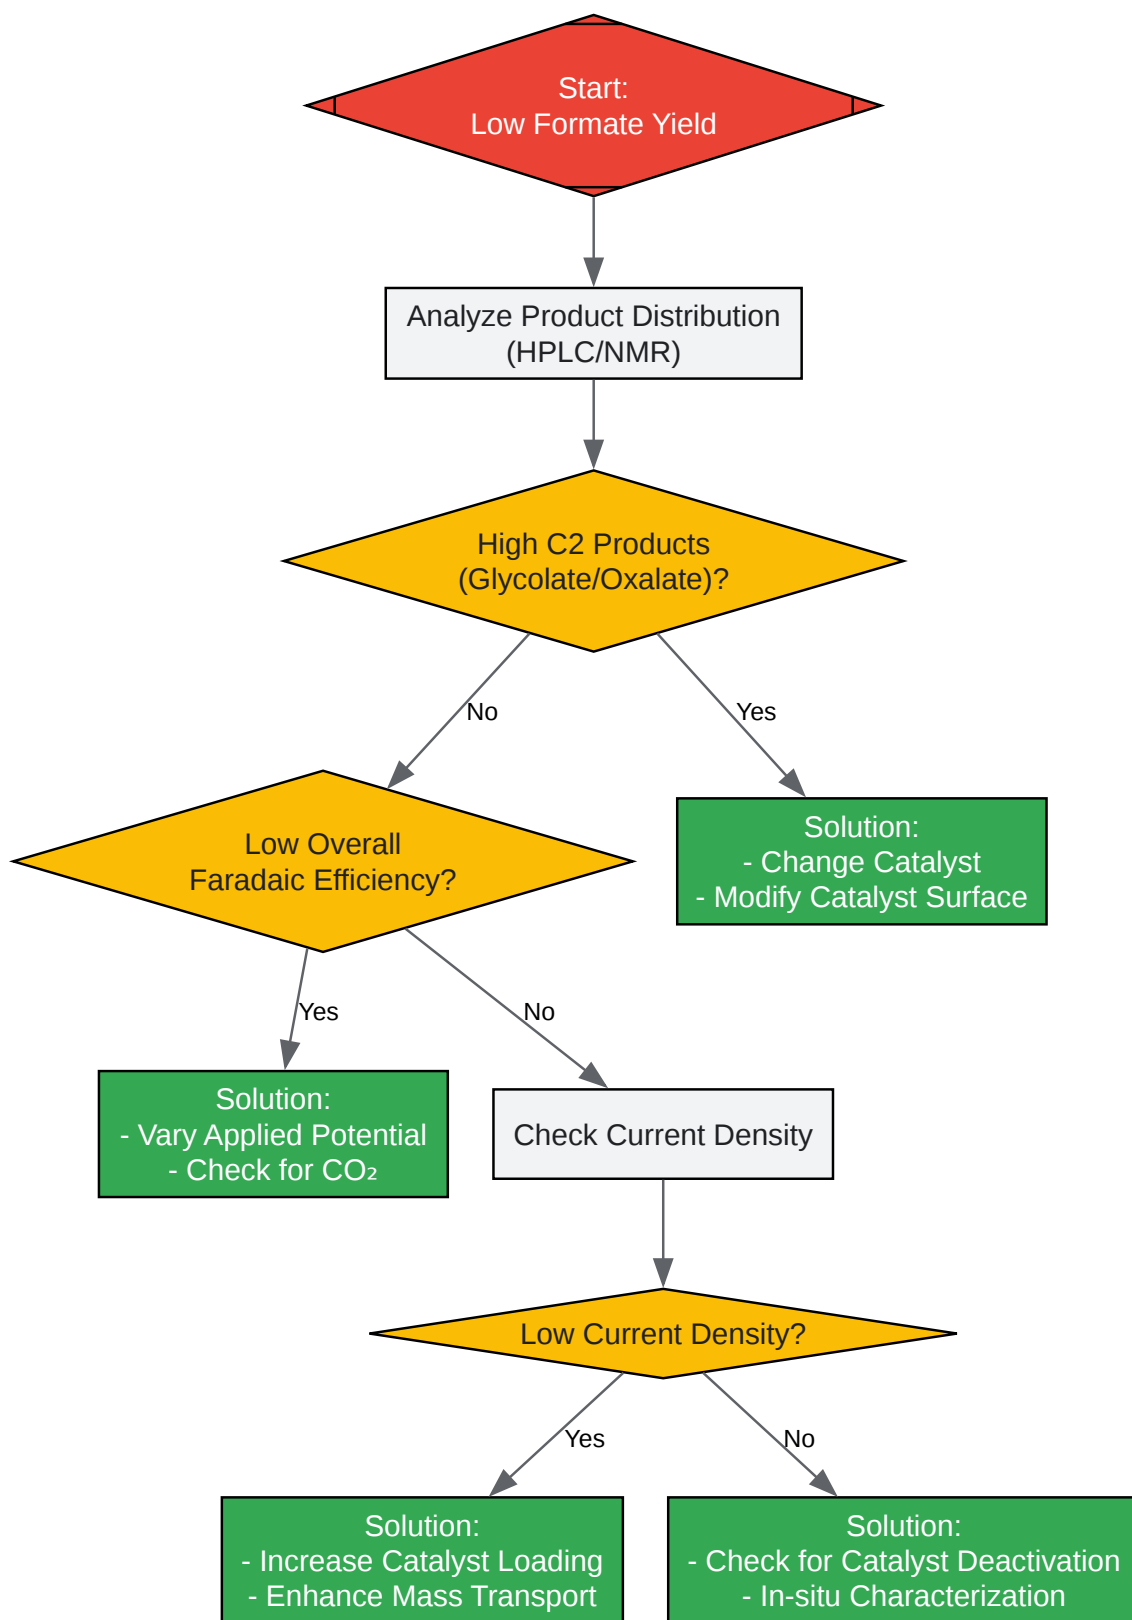 Start:
Low Formate Yield
Analyze Product Distribution
(HPLC/NMR)
High C2 Products
(Glycolate/Oxalate)?
No
Yes
Low Overall
Faradaic Efficiency?
Solution:
- Change Catalyst
- Modify Catalyst Surface
Yes
No
Solution:
- Vary Applied Potential
- Check for CO₂
Check Current Density
Low Current Density?
Yes
No
Solution:
- Increase Catalyst Loading
- Enhance Mass Transport
Solution:
- Check for Catalyst Deactivation
- In-situ Characterization